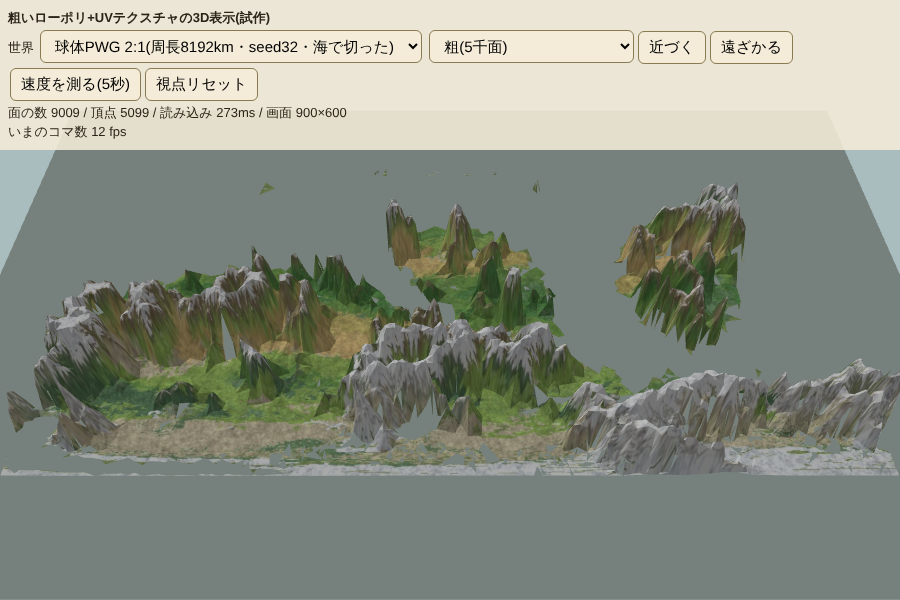 粗いローポリ+UVテクスチャの3D表示(試作)
世界 球体PWG 2:1(周長8192km・seed32・海で切った) 粗(5千面) 近づく 遠ざかる
速度を測る(5秒) 視点リセット
面の数 9009 / 頂点 5099 / 読み込み 273ms / 画面 900×600
いまのコマ数 12 fps